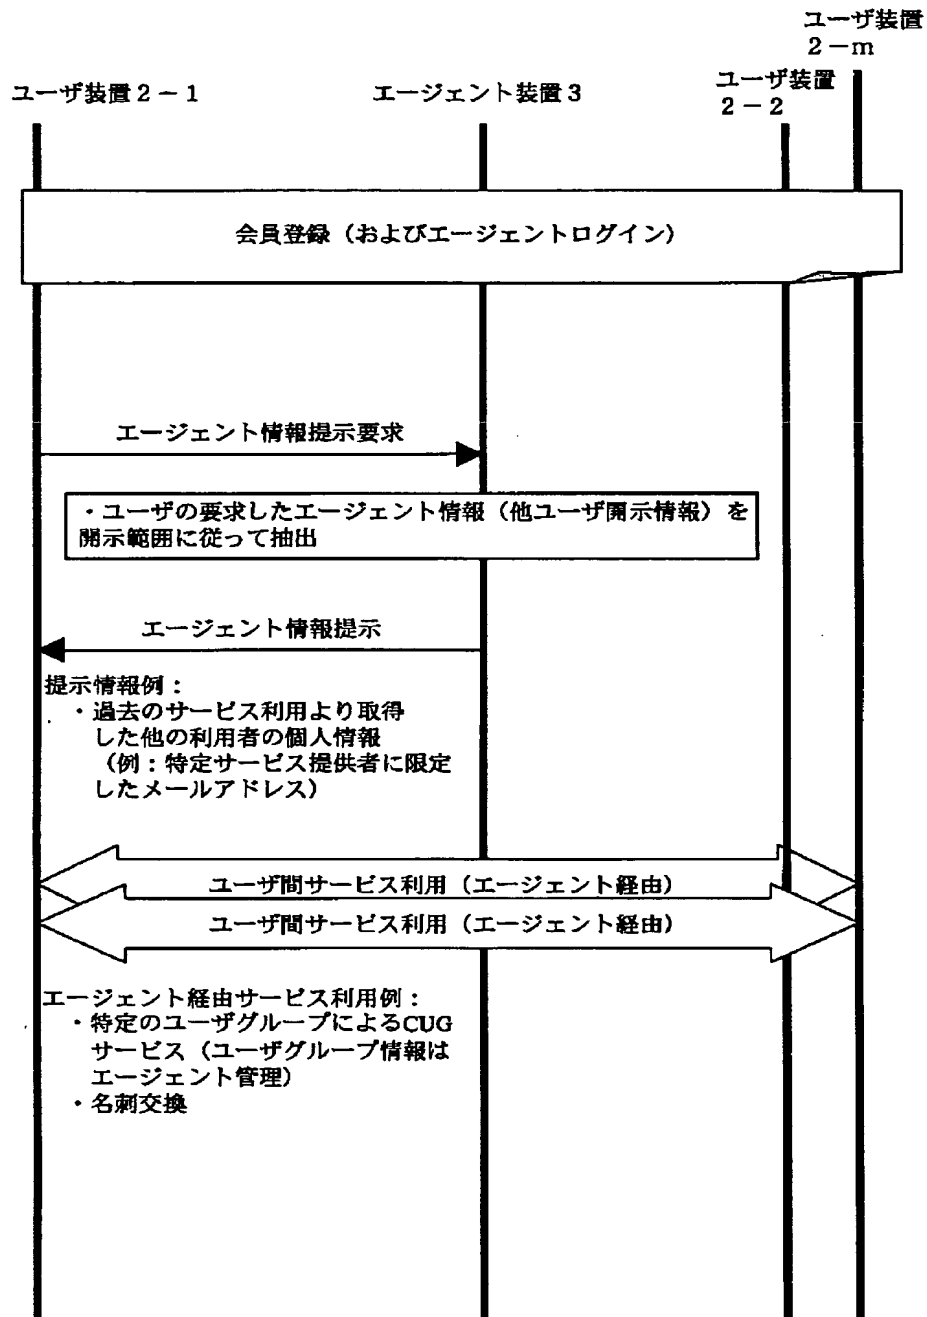 ユーザ装置
2－m
ユーザ装置2－1
エージェント装置3
ユーザ装置
2－2
会員登録（およびエージェントログイン）
エージェント情報提示要求
・ユーザの要求したエージェント情報（他ユーザ開示情報）を
開示範囲に従って抽出
エージェント情報提示
提示情報例：
・過去のサービス利用より取得
した他の利用者の個人情報
（例：特定サービス提供者に限定
したメールアドレス）
ユーザ間サービス利用（エージェント経由）
ユーザ間サービス利用（エージェント経由）
エージェント経由サービス利用例：
・特定のユーザグループによるCUG
サービス（ユーザグループ情報は
エージェント管理）
・名刺交換